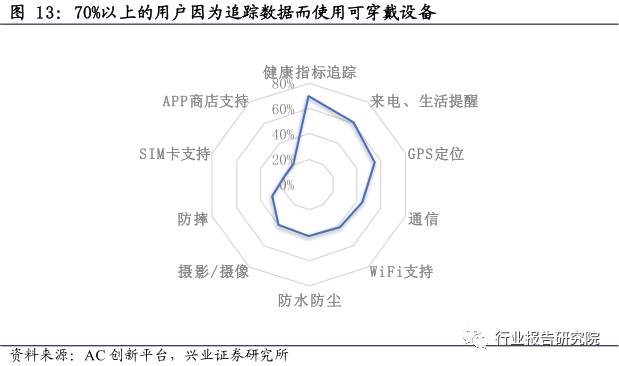 图 13: 70%以上的用户因为追踪数据而使用可穿戴设备
健康指标追踪
80%
APP商店支持
来电、生活提醒
60%
40%
SIM卡支持
GPS定位
20%
0%
防摔
通信
摄影/摄像
WiFi支持
防水防尘
行业报告研究院
资料来源：AC 创新平台，兴业证券研究所